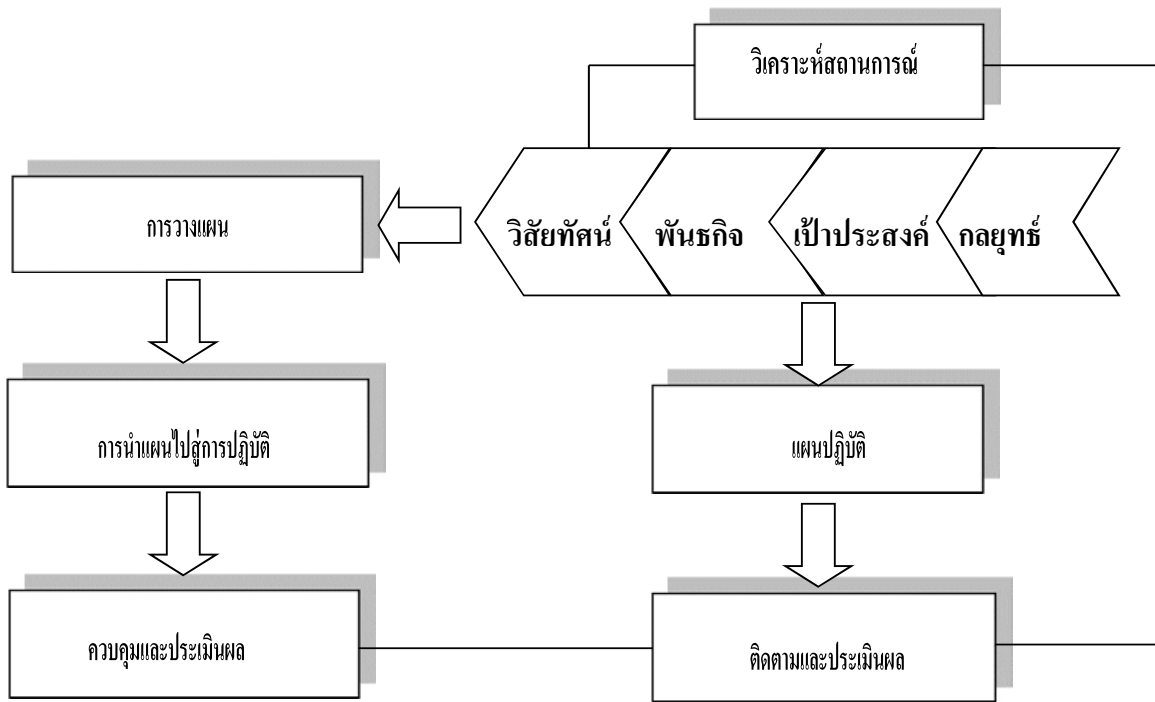 วิเคราะห์สถานการณ์
การวางแผน
วิสัยทัศน์ พันธกิจ เป้าประสงค์ กลยุทธ์
การนำแผนไปสู่การปฏิบัติ
แผนปฏิบัติ
ควบคุมและประเมินผล
ติดตามและประเมินผล